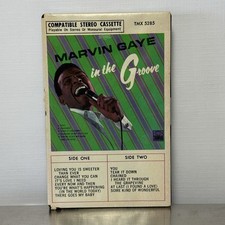 COMPATIBLE STEREO CASSETTE
Playable On Stereo Or Monaural Equipment
TMX 3285
MARVIN GAYE
in the
Groove
SIDE ONE
LOVING YOU IS SWEETER
THAN EVER
CHANGE WHAT YOU CAN
IT'S LOVE I NEED
EVERY NOW AND THEN
YOU'RE WHAT'S HAPPENING
(IN THE WORLD TODAY)
THERE GOES MY BABY
SIDE TWO
YOU
TEAR IT DOWN
CHAINED
I HEARD IT THROUGH
THE GRAPEVINE
AT LAST (I FOUND A LOVE)
SOME KIND OF WONDERFUL